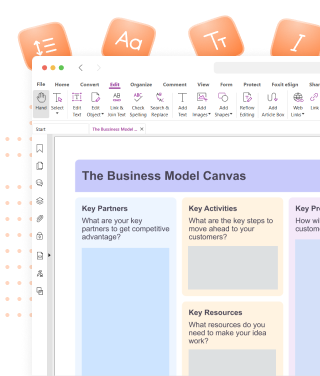 Aa
TT
I
File Home Convert Edit Organize Comment View Form Protect Foxit eSign Shar
Hand Select Edit Text Edit Object Link & Join Text Check Spelling Search & Replace Add Text Add Images Add Shapes Reflow Editing Add Article Box Web Links Link
Start The Business Model ... ×
The Business Model Canvas
Key Partners
What are your key
partners to get competitive
advantage?
Key Activities
What are the key steps to
move ahead to your
customers?
Key Resources
What resources do you
need to make your idea
work?
Key Pr
How wi
custom